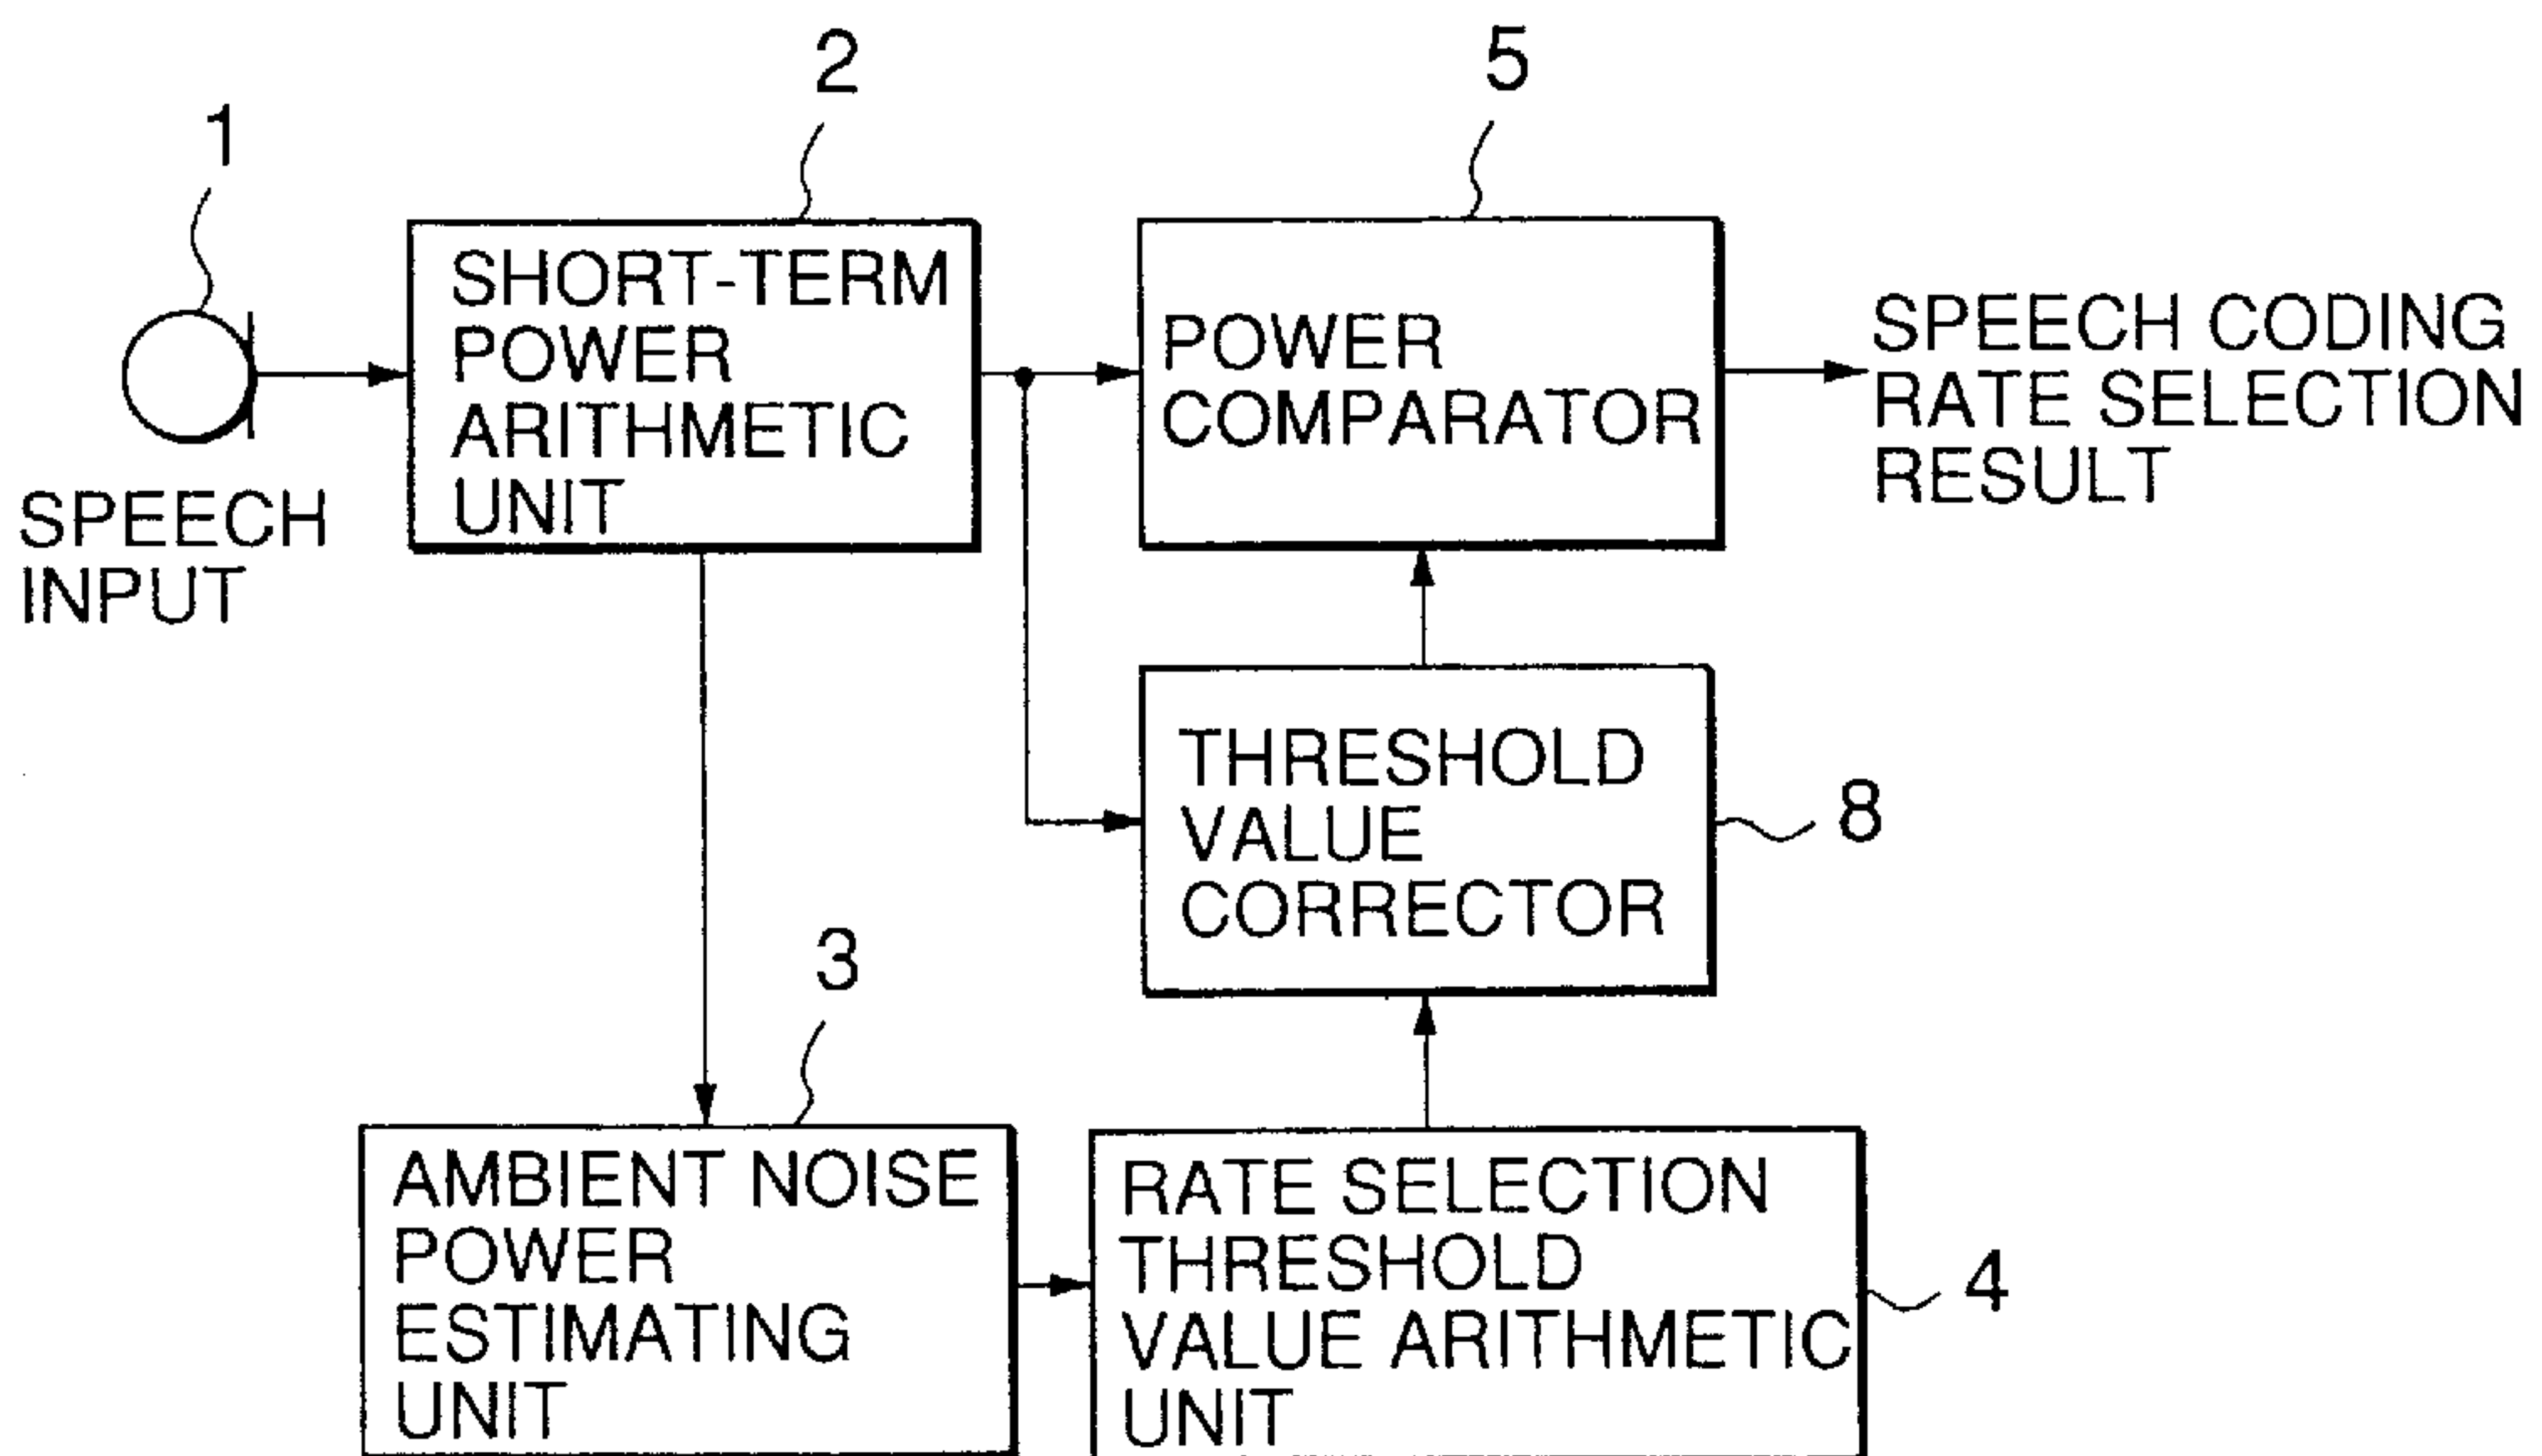 1
SPEECH
INPUT
2
SHORT-TERM
POWER
ARITHMETIC
UNIT
5
POWER
COMPARATOR
SPEECH CODING
RATE SELECTION
RESULT
THRESHOLD
VALUE
CORRECTOR
8
3
AMBIENT NOISE
POWER
ESTIMATING
UNIT
RATE SELECTION
THRESHOLD
VALUE ARITHMETIC
UNIT
4